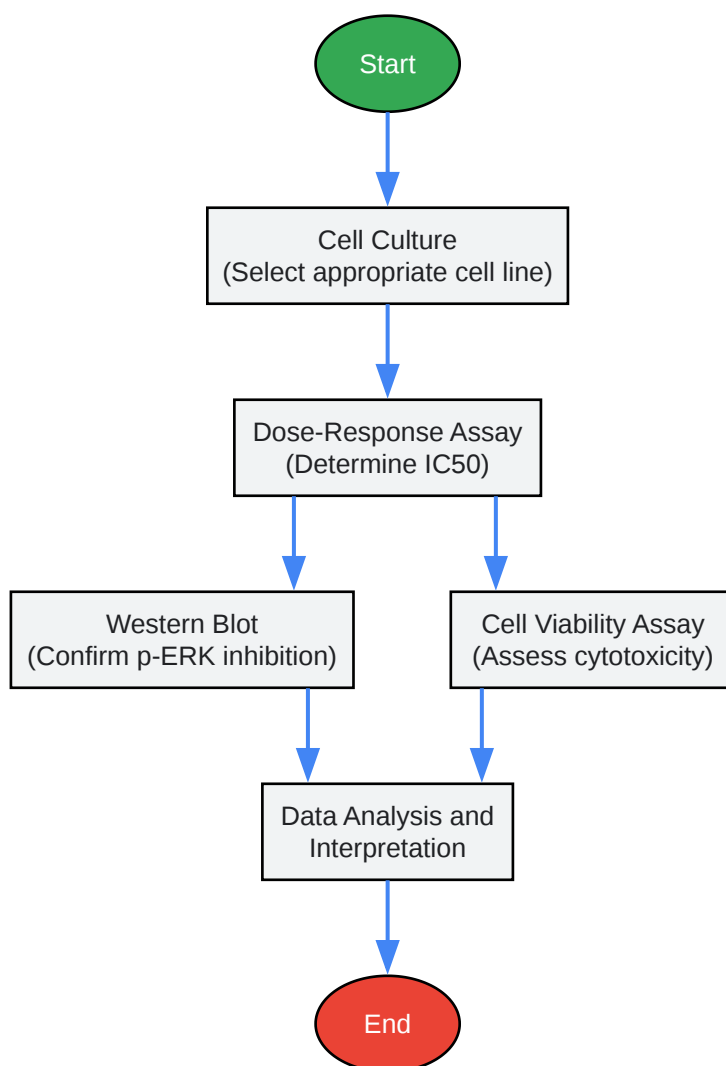 Start
Cell Culture
(Select appropriate cell line)
Dose-Response Assay
(Determine IC50)
Western Blot
(Confirm p-ERK inhibition)
Cell Viability Assay
(Assess cytotoxicity)
Data Analysis and
Interpretation
End